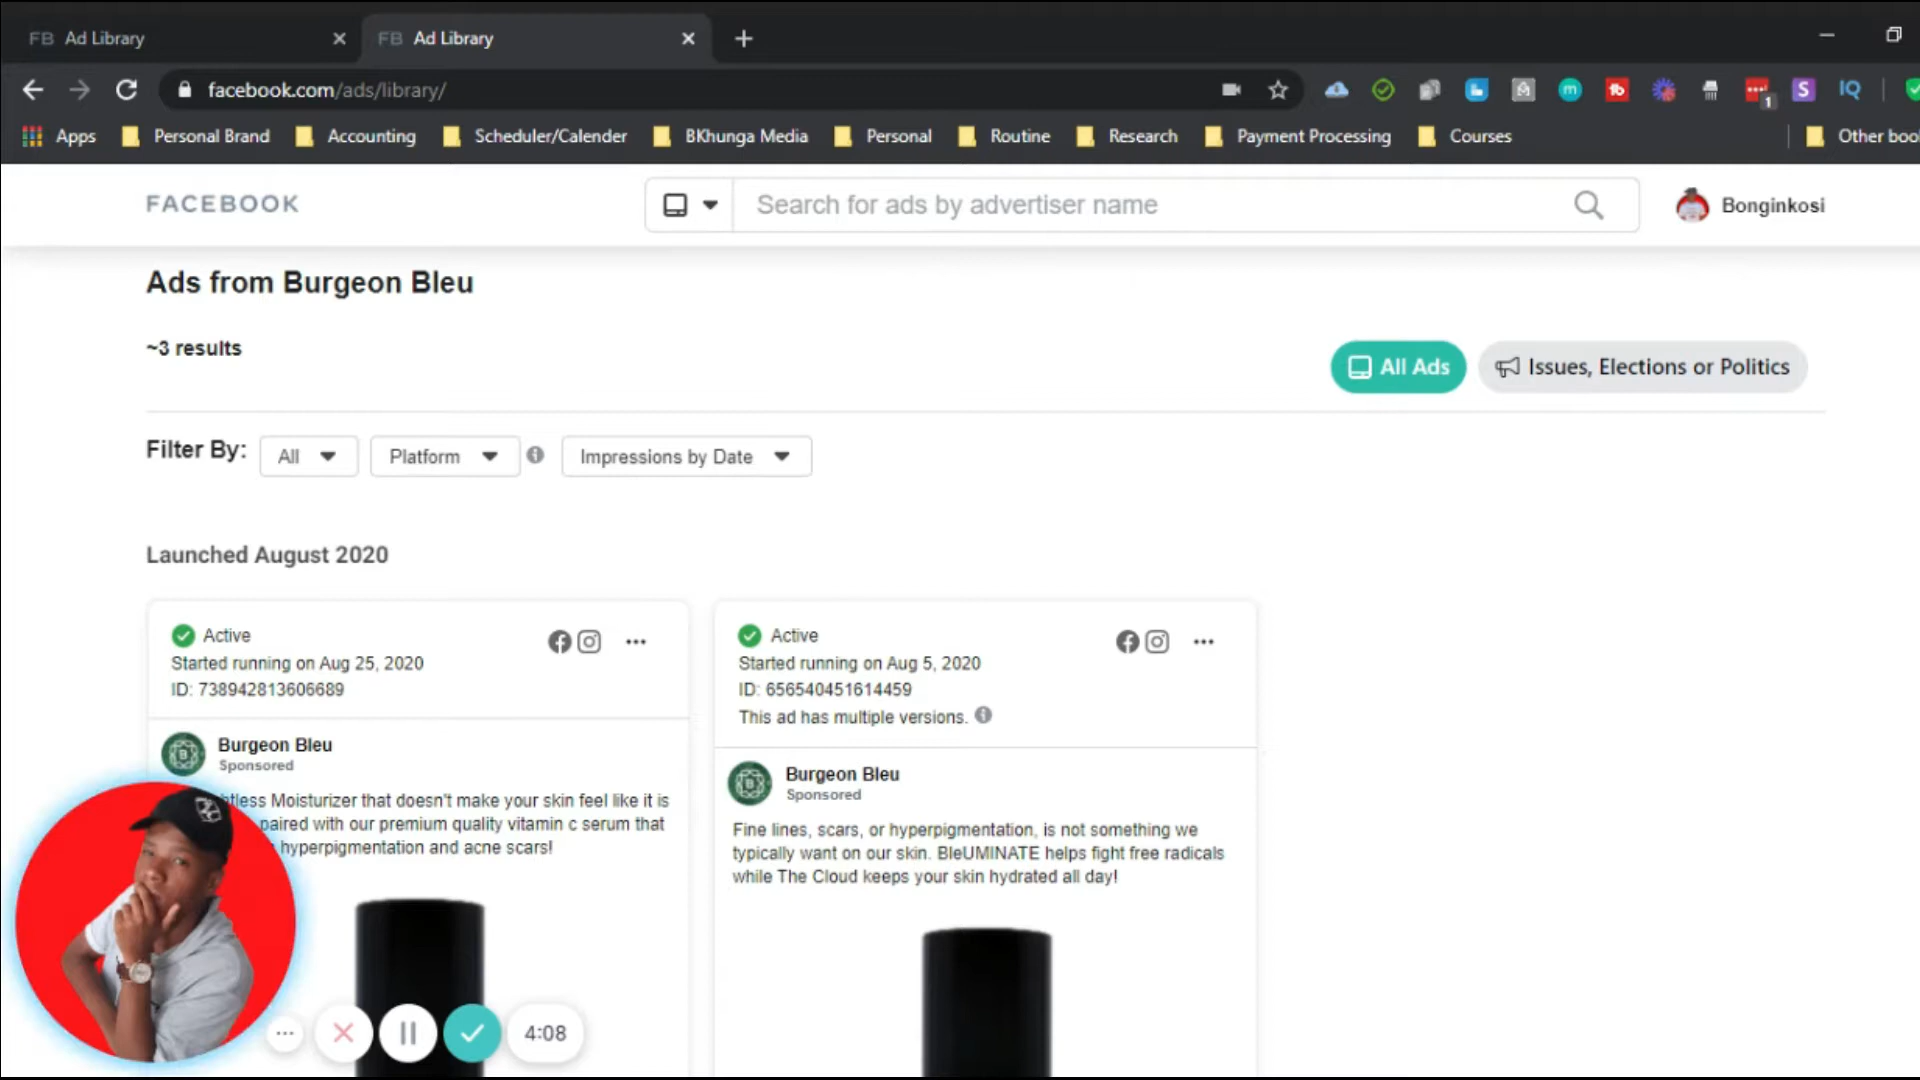 FB Ad Library
FB Ad Library
facebook.com/ads/library/
1
S
IQ
Apps
Personal Brand
Accounting
Scheduler/Calender
BKhunga Media
Personal
Routine
Research
Payment Processing
Courses
FACEBOOK
Search for ads by advertiser name
Bonginkosi
Ads from Burgeon Bleu
~3 results
All Ads
Issues, Elections or Politics
Filter By:
All
Platform
Impressions by Date
Launched August 2020
Active
Started running on Aug 25, 2020
ID: 738942813606689
Burgeon Bleu
Sponsored
Moisturizer that doesn't make your skin feel like it is
paired with our premium quality vitamin c serum that
hyperpigmentation and acne scars!
Active
Started running on Aug 5, 2020
ID: 656540451614459
This ad has multiple versions.
Burgeon Bleu
Sponsored
Fine lines, scars, or hyperpigmentation, is not something we
typically want on our skin. BleUMINATE helps fight free radicals
while The Cloud keeps your skin hydrated all day!
4:08